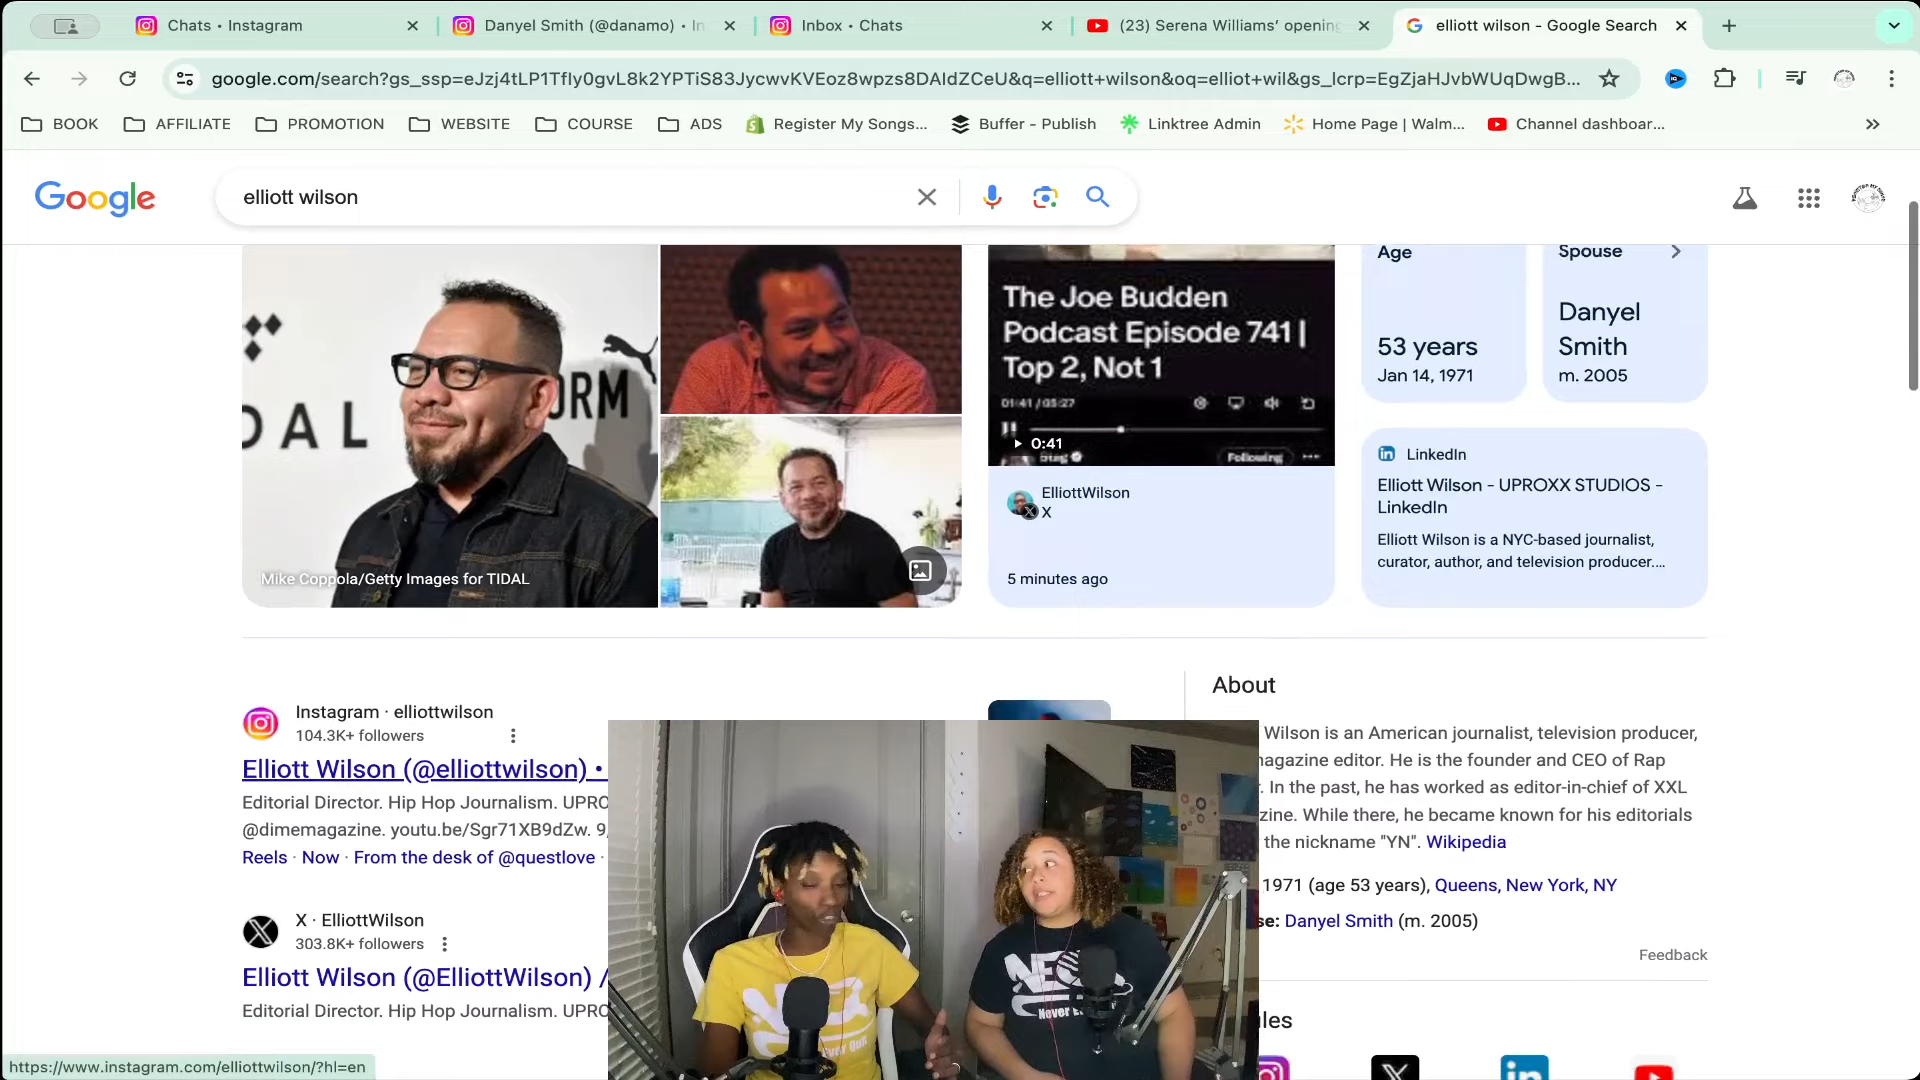 Chats • Instagram
Danyel Smith (@danamo) • In
Inbox • Chats
(23) Serena Williams’ opening
elliott wilson - Google Search
google.com/search?gs_ssp=eJzj4tLP1Tfly0gvL8k2YPTiS83JycwvKVEoz8wpzs8DAIdZCeU&q=elliott+wilson&oq=elliot+wil&gs_lcrp=EgZjaHJvbWUqDwgB...
BOOK
AFFILIATE
PROMOTION
WEBSITE
COURSE
ADS
Register My Songs...
Buffer - Publish
Linktree Admin
Home Page | Walm...
Channel dashboar...
Google
elliott wilson
DAL
ORM
Mike Coppola/Getty Images for TIDAL
The Joe Budden
Podcast Episode 741 |
Top 2, Not 1
01:41 / 05:27
0:41
Following
ElliottWilson
X
5 minutes ago
Age
53 years
Jan 14, 1971
Spouse
Danyel
Smith
m. 2005
LinkedIn
Elliott Wilson - UPROXX STUDIOS -
LinkedIn
Elliott Wilson is a NYC-based journalist,
curator, author, and television producer....
Instagram · elliottwilson
104.3K+ followers
Elliott Wilson (@elliottwilson) •
Editorial Director. Hip Hop Journalism. UPRO
@dimemagazine. youtu.be/Sgr71XB9dZw. 9,
Reels · Now · From the desk of @questlove ·
X · ElliottWilson
303.8K+ followers
Elliott Wilson (@ElliottWilson) /
Editorial Director. Hip Hop Journalism. UPRO
About
Wilson is an American journalist, television producer,
agazine editor. He is the founder and CEO of Rap
. In the past, he has worked as editor-in-chief of XXL
zine. While there, he became known for his editorials
the nickname "YN". Wikipedia
1971 (age 53 years), Queens, New York, NY
se: Danyel Smith (m. 2005)
Feedback
les
https://www.instagram.com/elliottwilson/?hl=en